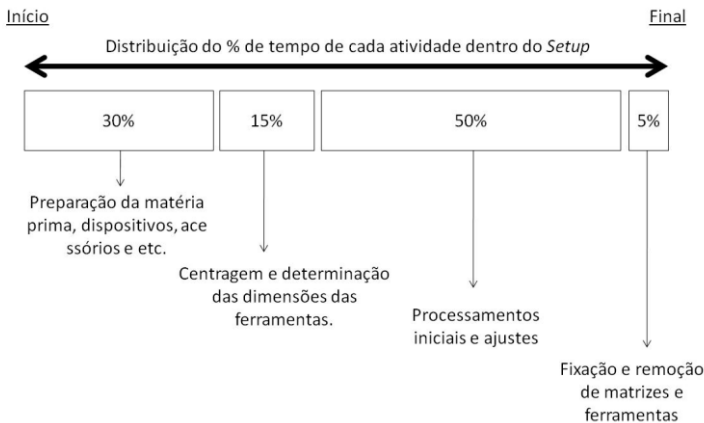 Início
Final
Distribuição do % de tempo de cada atividade dentro do Setup
30%
15%
50%
5%
Preparação da matéria
prima, dispositivos, ace
ssórios e etc.
Centragem e determinação
das dimensões das
ferramentas.
Processamentos
iniciais e ajustes
Fixação e remoção
de matrizes e
ferramentas